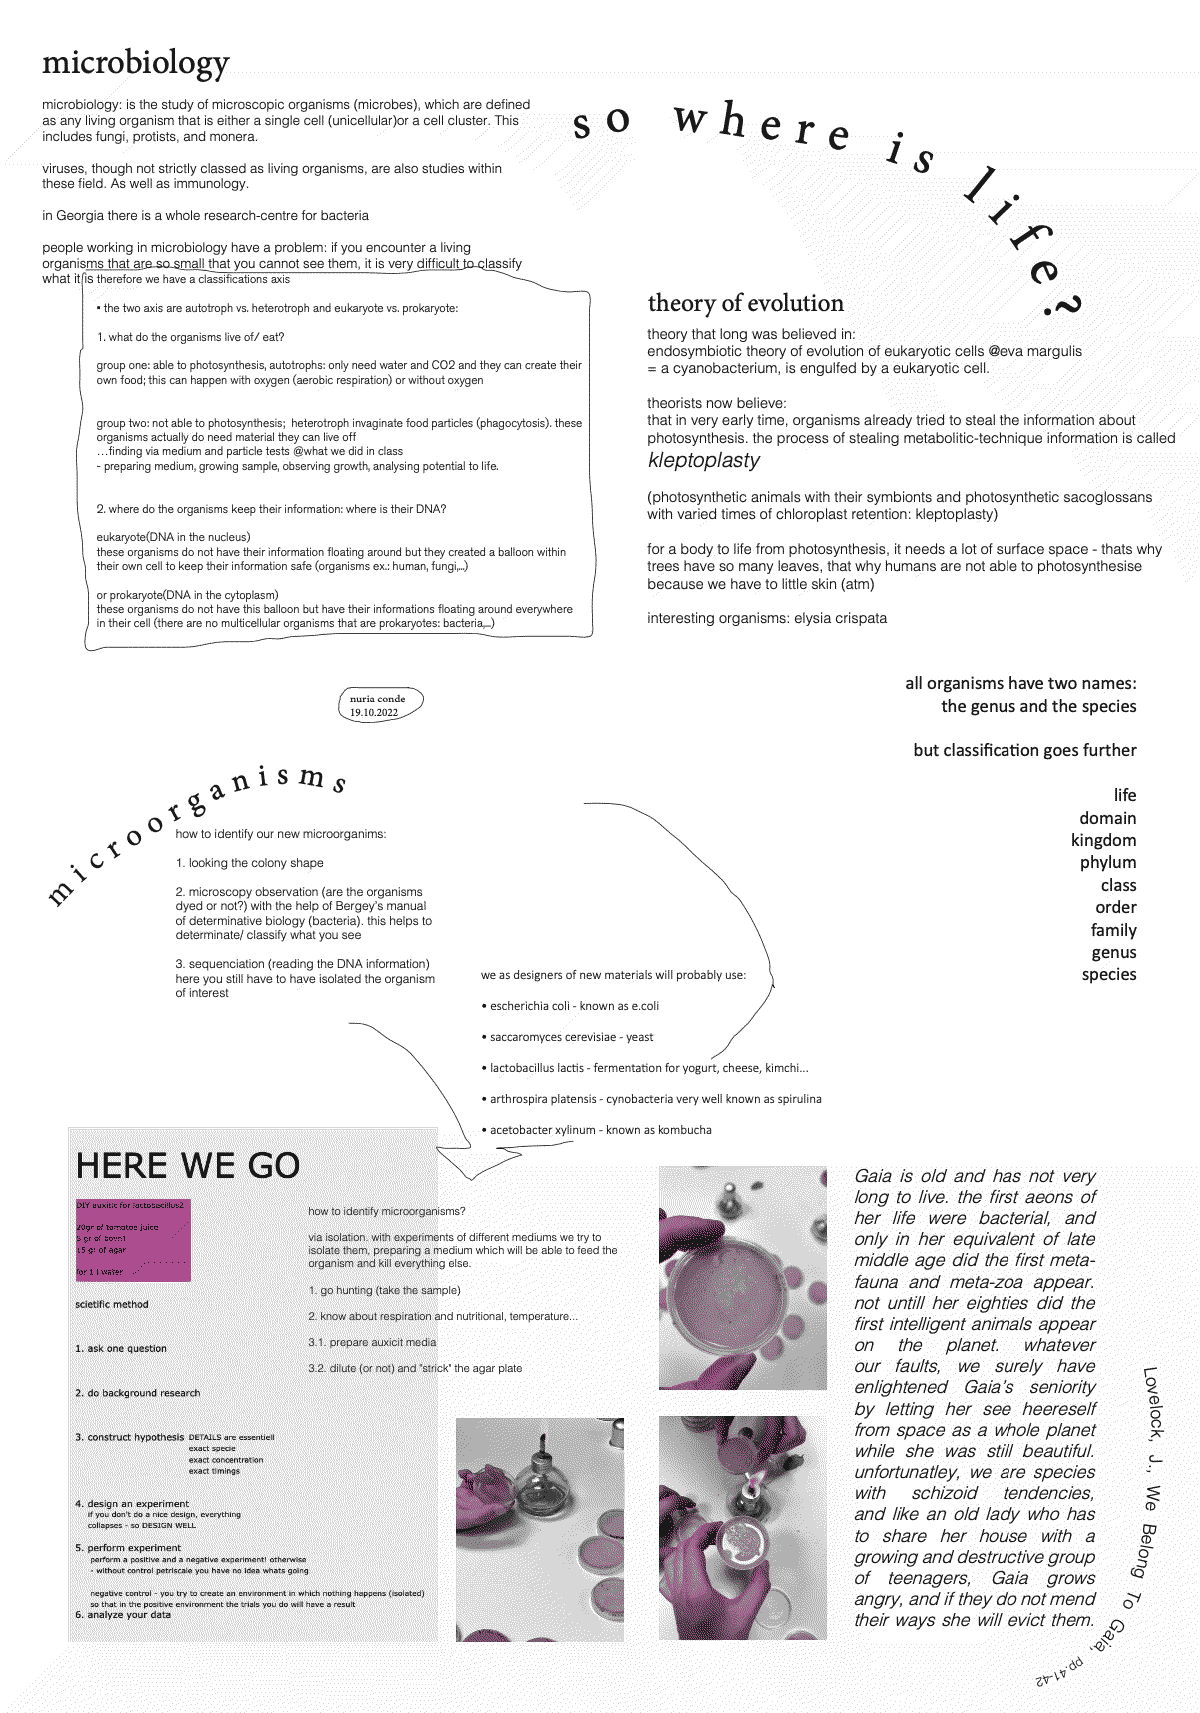 microbiology
microbiology: is the study of microscopic organisms (microbes), which are defined
as any living organism that is either a single cell (unicellular)or a cell cluster. This
includes fungi, protists, and monera.
viruses, though not strictly classed as living organisms, are also studies within
these field. As well as immunology.
in Georgia there is a whole research-centre for bacteria
people working in microbiology have a problem: if you encounter a living
organisms that are so small that you cannot see them, it is very difficult to classify
what it is therefore we have a classifications axis
• the two axis are autotroph vs. heterotroph and eukaryote vs. prokaryote:
1. what do the organisms live of/ eat?
group one: able to photosynthesis, autotrophs: only need water and CO2 and they can create their
own food; this can happen with oxygen (aerobic respiration) or without oxygen
group two: not able to photosynthesis; heterotroph invaginate food particles (phagocytosis). these
organisms actually do need material they can live off
…finding via medium and particle tests @what we did in class
- preparing medium, growing sample, observing growth, analysing potential to life.
2. where do the organisms keep their information: where is their DNA?
eukaryote(DNA in the nucleus)
these organisms do not have their information floating around but they created a balloon within
their own cell to keep their information safe (organisms ex.: human, fungi,...)
or prokaryote(DNA in the cytoplasm)
these organisms do not have this balloon but have their informations floating around everywhere
in their cell (there are no multicellular organisms that are prokaryotes: bacteria,...)
so where is life?
theory of evolution
theory that long was believed in:
endosymbiotic theory of evolution of eukaryotic cells @eva margulis
= a cyanobacterium, is engulfed by a eukaryotic cell.
theorists now believe:
that in very early time, organisms already tried to steal the information about
photosynthesis. the process of stealing metabolitic-technique information is called
kleptoplasty
(photosynthetic animals with their symbionts and photosynthetic sacoglossans
with varied times of chloroplast retention: kleptoplasty)
for a body to life from photosynthesis, it needs a lot of surface space - thats why
trees have so many leaves, that why humans are not able to photosynthesise
because we have to little skin (atm)
interesting organisms: elysia crispata
nuria conde
19.10.2022
all organisms have two names:
the genus and the species
but classification goes further
life
domain
kingdom
phylum
class
order
family
genus
species
microorganisms
how to identify our new microorganims:
1. looking the colony shape
2. microscopy observation (are the organisms
dyed or not?) with the help of Bergey's manual
of determinative biology (bacteria). this helps to
determinate/ classify what you see
3. sequenciation (reading the DNA information)
here you still have to have isolated the organism
of interest
we as designers of new materials will probably use:
• escherichia coli - known as e.coli
• saccaromyces cerevisiae - yeast
• lactobacillus lactis - fermentation for yogurt, cheese, kimchi...
• arthrospira platensis - cynobacteria very well known as spirulina
• acetobacter xylinum - known as kombucha
HERE WE GO
DIY auxitic for lactobacillus2
20gr of tomatoe juice
5 gr of bovril
15 gr of agar
for 1 l water
scietific method
1. ask one question
2. do background research
3. construct hypothesis DETAILS are essentiell
exact specie
exact concentration
exact timings
4. design an experiment
if you don't do a nice design, everything
collapses - so DESIGN WELL
5. perform experiment
perform a positive and a negative experiment! otherwise
- without control petriscale you have no idea whats going
negative control - you try to create an environment in which nothing happens (isolated)
so that in the positive environment the trials you do will have a result
6. analyze your data
how to identify microorganisms?
via isolation. with experiments of different mediums we try to
isolate them, preparing a medium which will be able to feed the
organism and kill everything else.
1. go hunting (take the sample)
2. know about respiration and nutritional, temperature...
3.1. prepare auxicit media
3.2. dilute (or not) and "strick" the agar plate
Gaia is old and has not very
long to live. the first aeons of
her life were bacterial, and
only in her equivalent of late
middle age did the first meta-
fauna and meta-zoa appear.
not untill her eighties did the
first intelligent animals appear
on the planet. whatever
our faults, we surely have
enlightened Gaia's seniority
by letting her see heereself
from space as a whole planet
while she was still beautiful.
unfortunatley, we are species
with schizoid tendencies,
and like an old lady who has
to share her house with a
growing and destructive group
of teenagers, Gaia grows
angry, and if they do not mend
their ways she will evict them.
Lovelock, J., We Belong To Gaia, pp.41-42